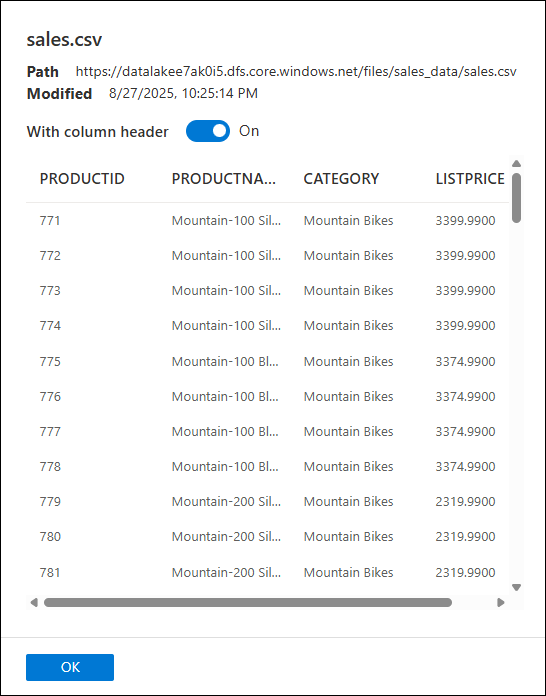 sales.csv
Path https://datalakee7ak0i5.dfs.core.windows.net/files/sales_data/sales.csv
Modified 8/27/2025, 10:25:14 PM
With column header On
PRODUCTID PRODUCTNA... CATEGORY LISTPRICE
771 Mountain-100 Sil... Mountain Bikes 3399.9900
772 Mountain-100 Sil... Mountain Bikes 3399.9900
773 Mountain-100 Sil... Mountain Bikes 3399.9900
774 Mountain-100 Sil... Mountain Bikes 3399.9900
775 Mountain-100 Bl... Mountain Bikes 3374.9900
776 Mountain-100 Bl... Mountain Bikes 3374.9900
777 Mountain-100 Bl... Mountain Bikes 3374.9900
778 Mountain-100 Bl... Mountain Bikes 3374.9900
779 Mountain-200 Sil... Mountain Bikes 2319.9900
780 Mountain-200 Sil... Mountain Bikes 2319.9900
781 Mountain-200 Sil... Mountain Bikes 2319.9900
OK